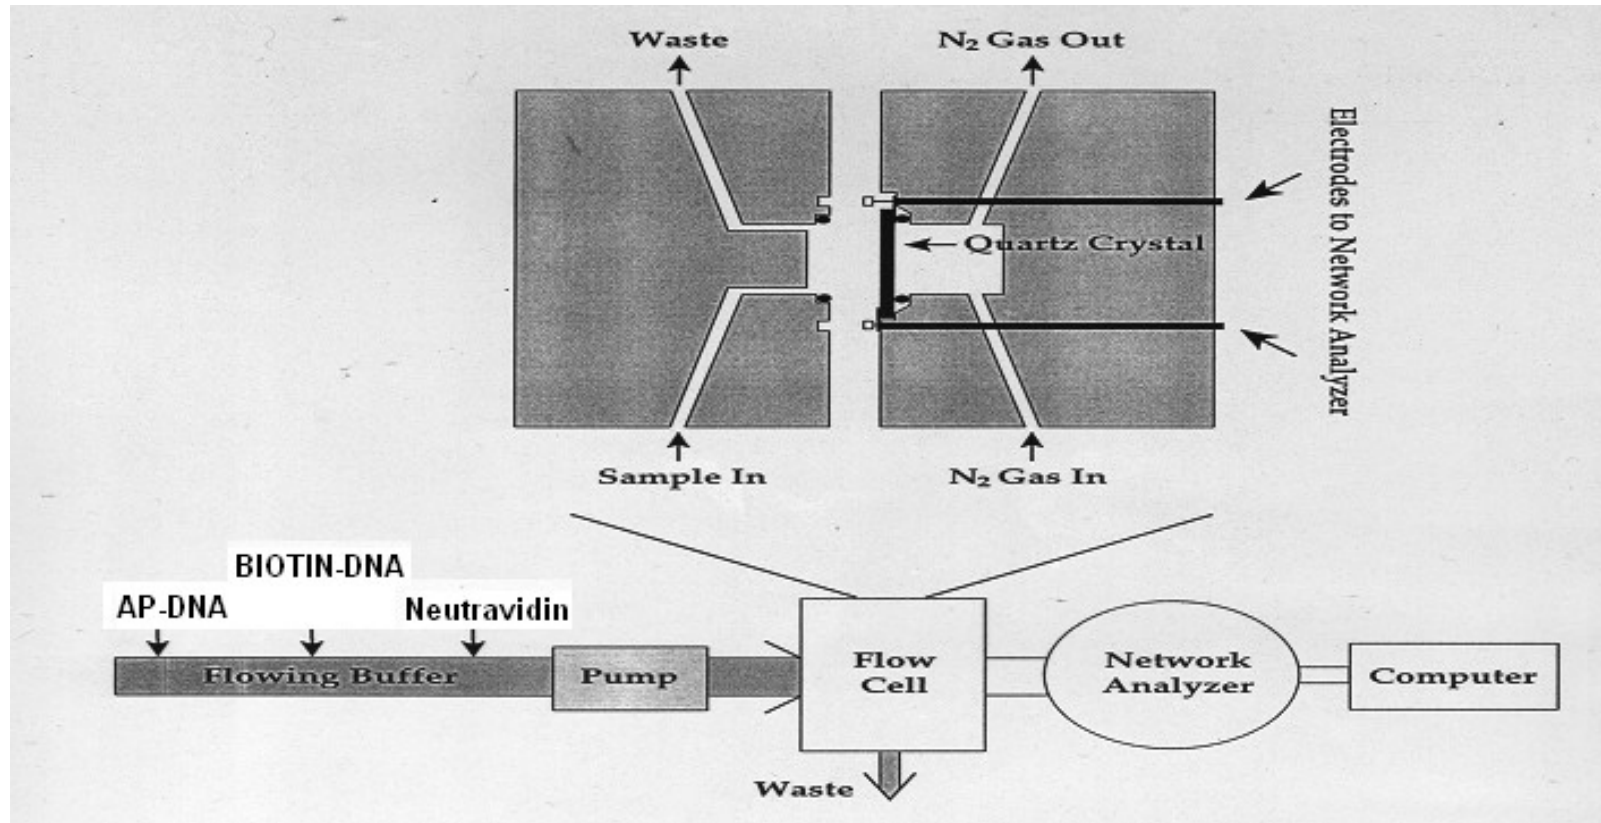 Waste
N₂ Gas Out
Electrodes to Network Analyzer
Quartz Crystal
Sample In
N₂ Gas In
BIOTIN-DNA
AP-DNA
Neutravidin
Flowing Buffer
Pump
Flow
Cell
Network
Analyzer
Computer
Waste